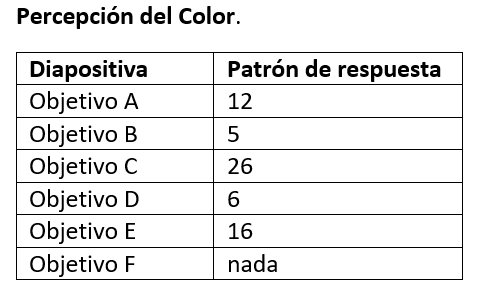 Percepción del Color.
Diapositiva Patrón de respuesta
Objetivo A 12
Objetivo B 5
Objetivo C 26
Objetivo D 6
Objetivo E 16
Objetivo F nada